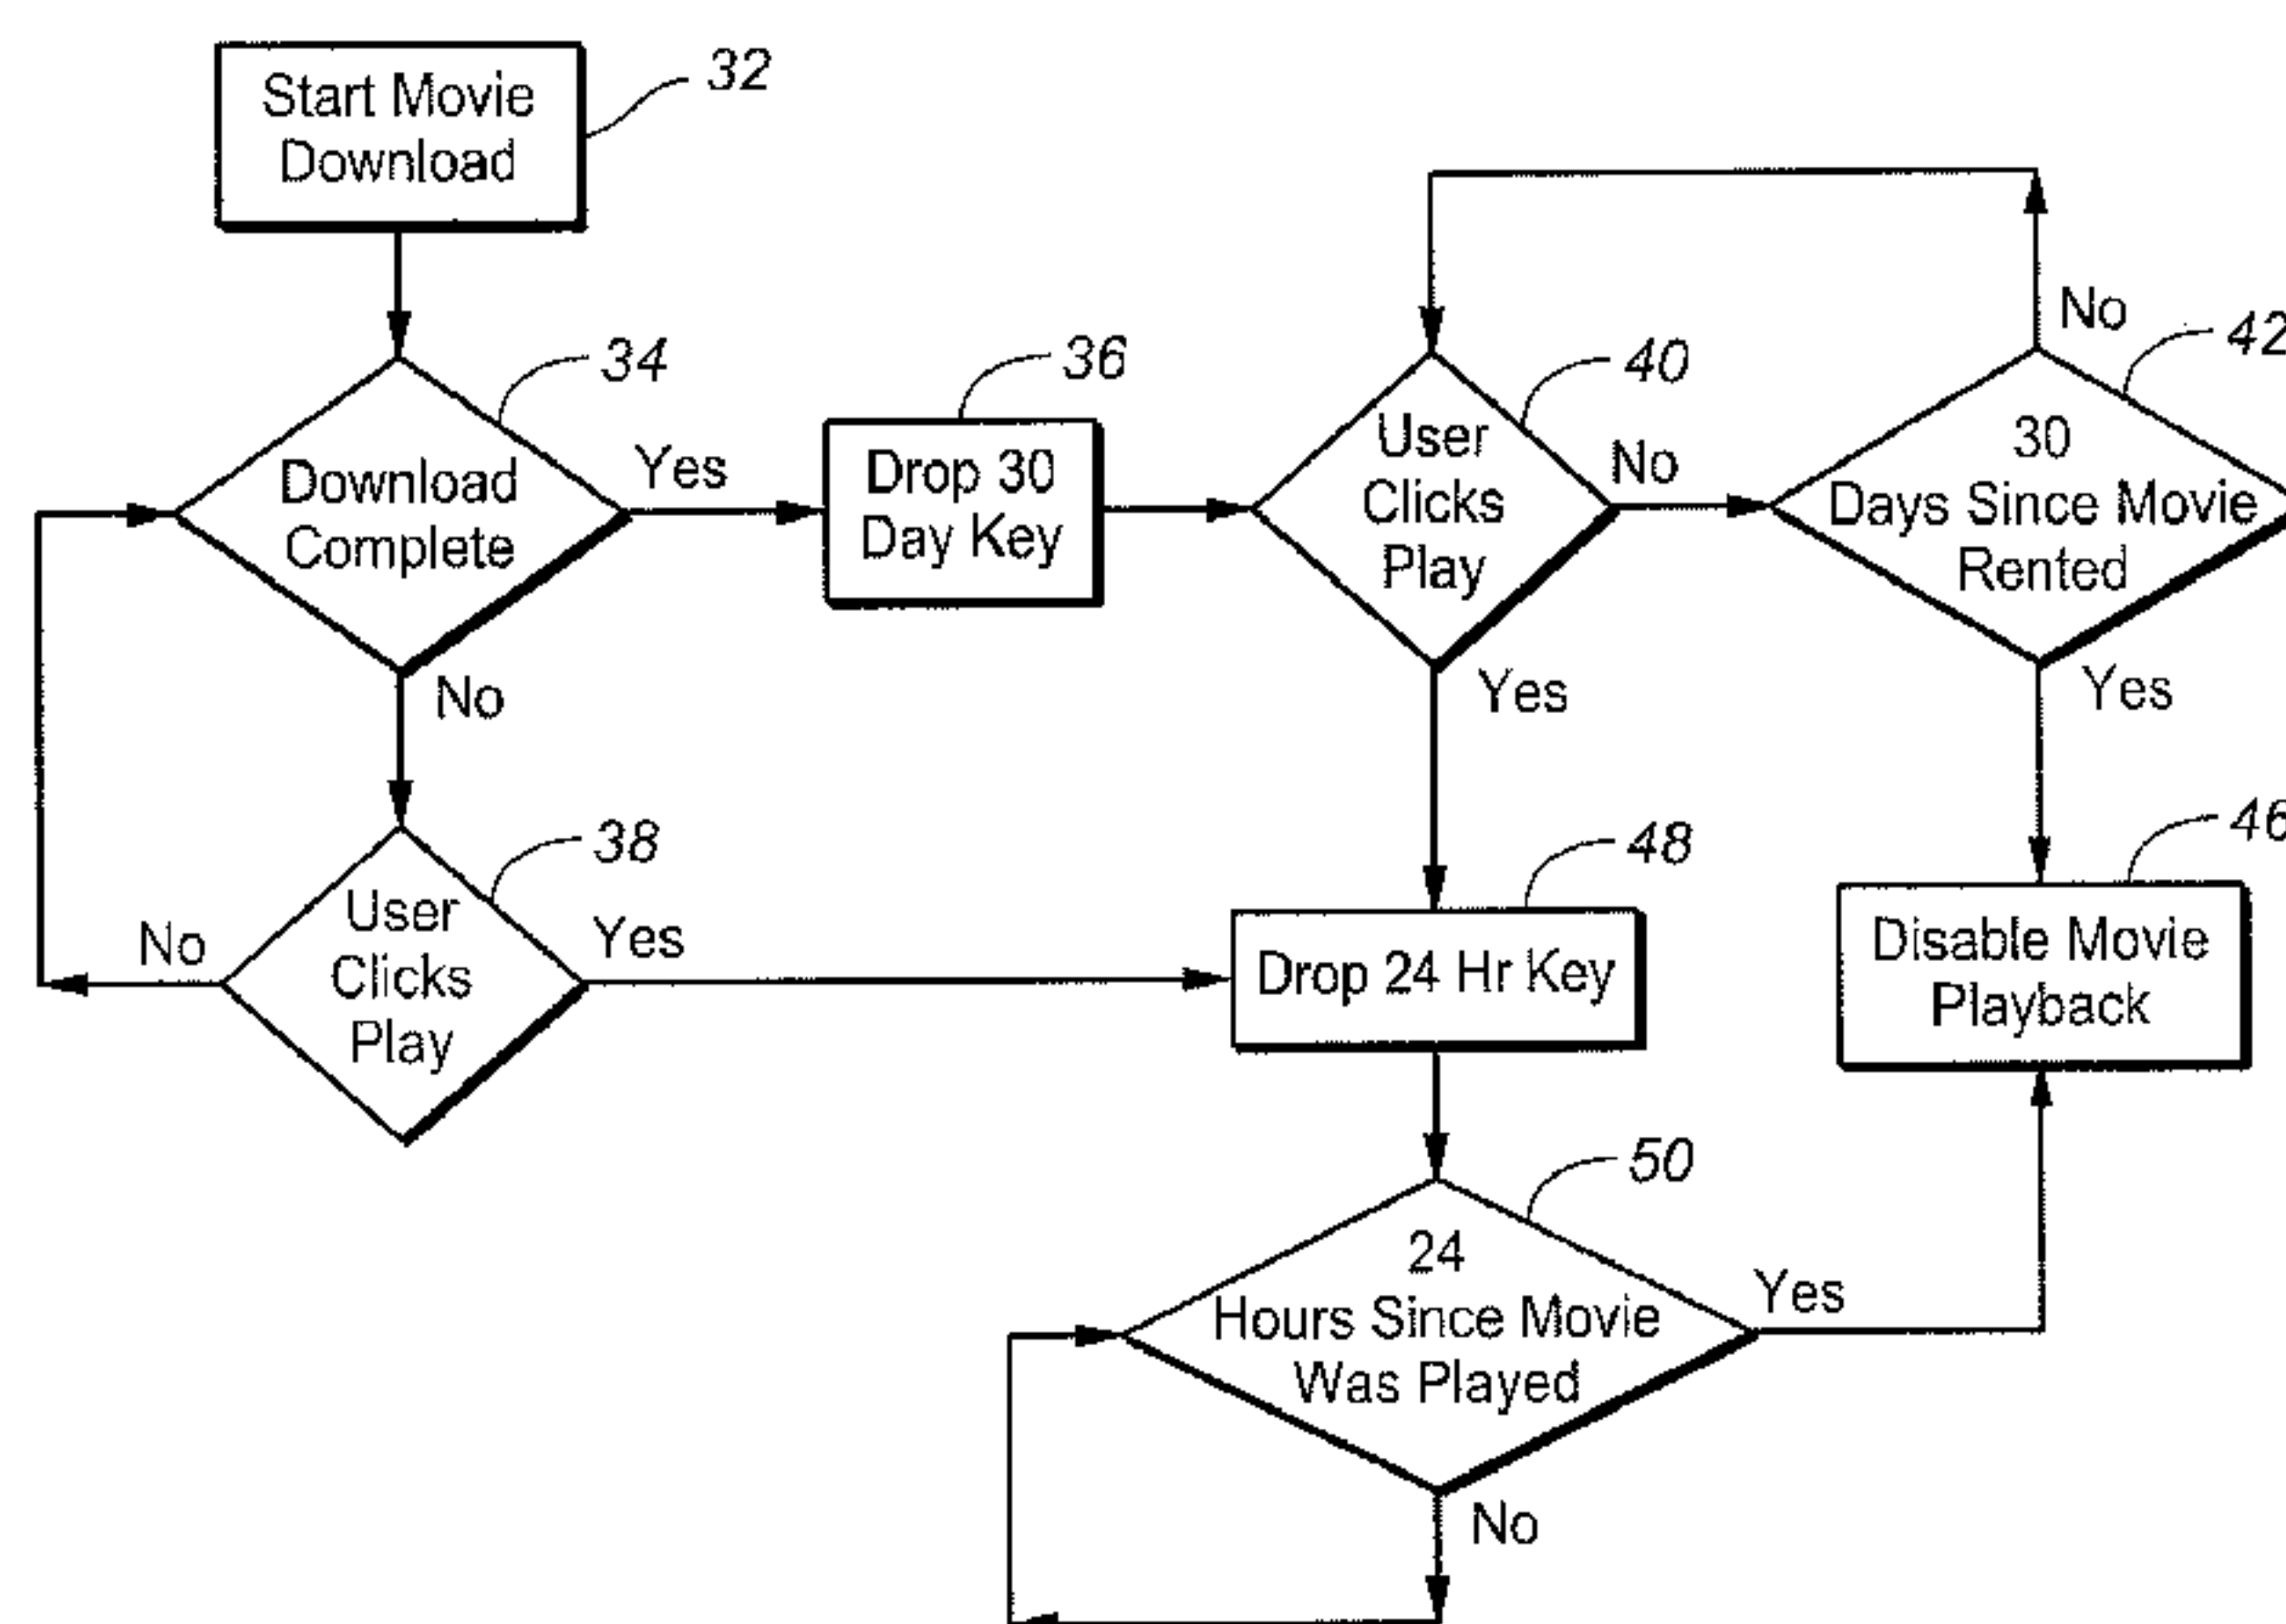 Start Movie
Download
32
Download
Complete
34
Yes
No
Drop 30
Day Key
36
User
Clicks
Play
40
No
Yes
30
Days Since Movie
Rented
42
No
Yes
User
Clicks
Play
38
No
Yes
Drop 24 Hr Key
48
Disable Movie
Playback
46
24
Hours Since Movie
Was Played
50
Yes
No